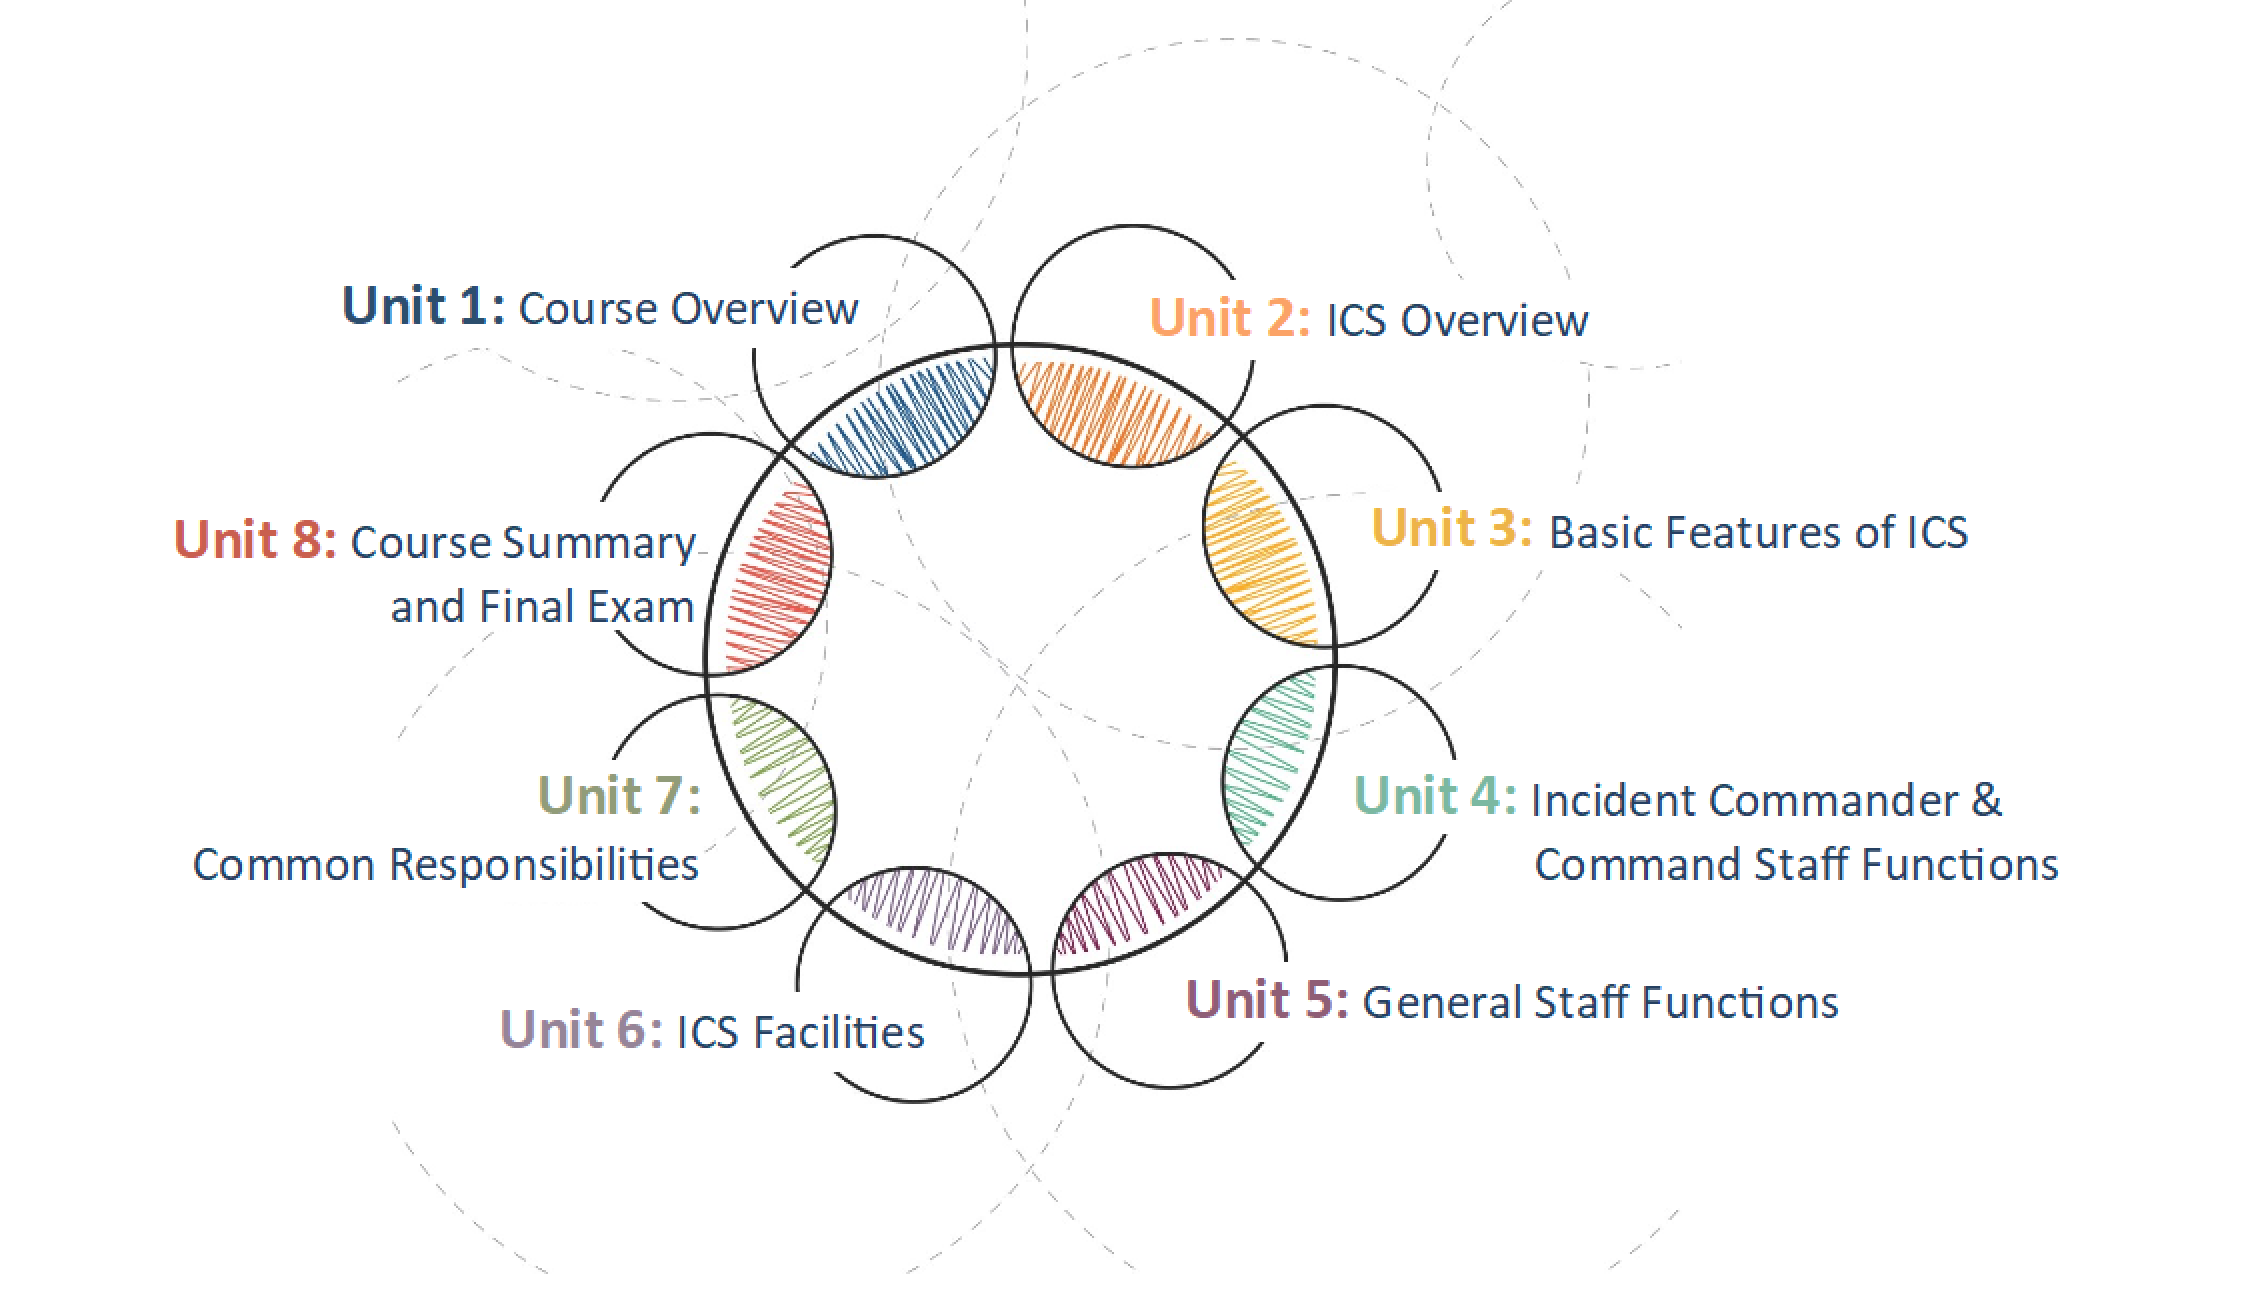 Unit 1: Course Overview
Unit 2: ICS Overview
Unit 3: Basic Features of ICS
Unit 4: Incident Commander &
Command Staff Functions
Unit 5: General Staff Functions
Unit 6: ICS Facilities
Unit 7:
Common Responsibilities
Unit 8: Course Summary
and Final Exam